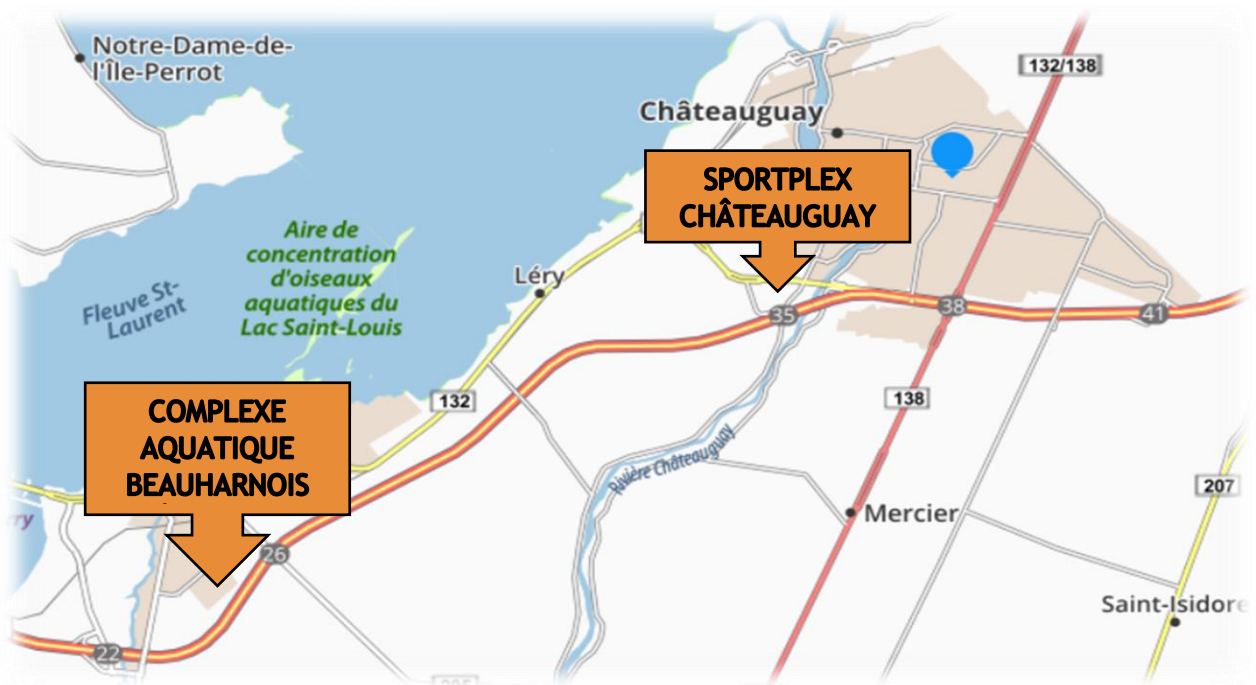 Notre-Dame-de-
l'Île-Perrot
132/138
Châteauguay
SPORTPLEX
CHÂTEAUGUAY
Aire de
concentration
d'oiseaux
aquatiques du
Lac Saint-Louis
Fleuve St-
Laurent
Léry
35
38
41
132
138
COMPLEXE
AQUATIQUE
BEAUHARNOIS
Rivière Châteauguay
207
Mercier
26
Saint-Isidore
22